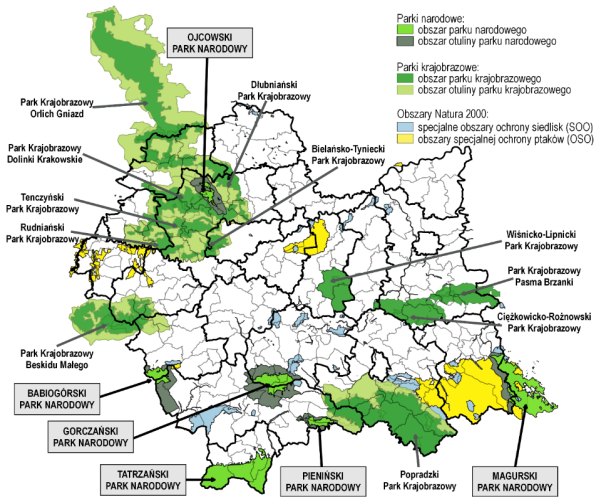 OJCOWSKI
PARK NARODOWY
Parki narodowe:
obszar parku narodowego
obszar otuliny parku narodowego
Parki krajobrazowe:
obszar parku krajobrazowego
obszar otuliny parku krajobrazowego
Obszary Natura 2000:
specjalne obszary ochrony siedlisk (SOO)
obszary specjalnej ochrony ptaków (OSO)
Dłubniański
Park Krajobrazowy
Park Krajobrazowy
Orlich Gniazd
Park Krajobrazowy
Dolinki Krakowskie
Bielańsko-Tyniecki
Park Krajobrazowy
Tenczyński
Park Krajobrazowy
Rudniański
Park Krajobrazowy
Wiśnicko-Lipnicki
Park Krajobrazowy
Park Krajobrazowy
Pasma Brzanki
Ciężkowicko-Rożnowski
Park Krajobrazowy
Park Krajobrazowy
Beskidu Małego
BABIOGÓRSKI
PARK NARODOWY
GORCZAŃSKI
PARK NARODOWY
TATRZAŃSKI
PARK NARODOWY
PIENIŃSKI
PARK NARODOWY
Popradzki
Park Krajobrazowy
MAGURSKI
PARK NARODOWY